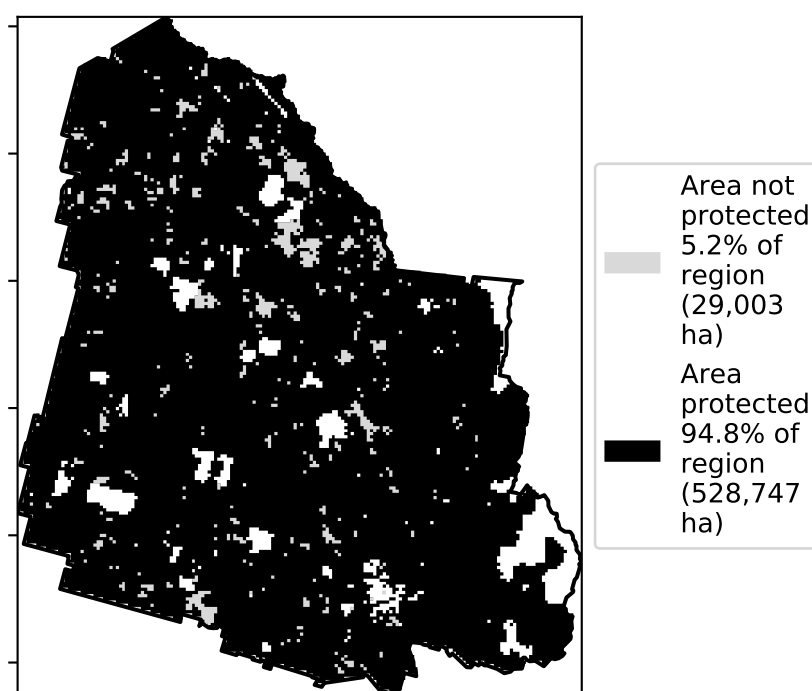 Area not
protected
5.2% of
region
(29,003
ha)
Area
protected
94.8% of
region
(528,747
ha)